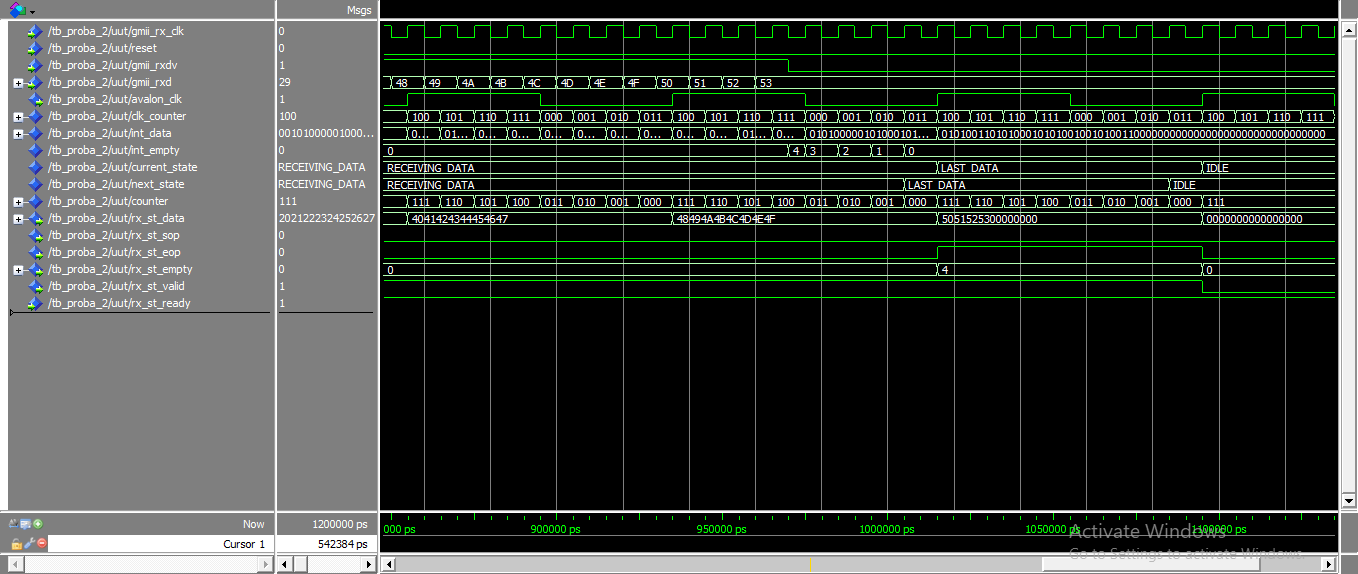 Msgs
/tb_proba_2/uut/gmii_rx_clk 0
/tb_proba_2/uut/reset 0
/tb_proba_2/uut/gmii_rxdv 1
/tb_proba_2/uut/gmii_rxd 29 48 49 4A 4B 4C 4D 4E 4F 50 51 52 53
/tb_proba_2/uut/avalon_clk 1
/tb_proba_2/uut/clk_counter 100 100 101 110 111 000 001 010 011 100 101 110 111 000 001 010 011 100 101 110 111 000 001 010 011 100 101 110 111
/tb_proba_2/uut/int_data 00101000001000... 0... 01... 0... 0... 0... 0... 0... 0... 0... 0... 01... 0...
/tb_proba_2/uut/int_empty 0 0 4 3 2 1 0
/tb_proba_2/uut/current_state RECEIVING_DATA RECEIVING_DATA LAST_DATA IDLE
/tb_proba_2/uut/next_state RECEIVING_DATA RECEIVING_DATA LAST_DATA IDLE
/tb_proba_2/uut/counter 111 111 110 101 100 011 010 001 000 111 110 101 100 011 010 001 000 111 110 101 100 011 010 001 000 111
/tb_proba_2/uut/rx_st_data 2021222324252627 4041424344454647 48494A4B4C4D4E4F 5051525300000000 0000000000000000
/tb_proba_2/uut/rx_st_sop 0
/tb_proba_2/uut/rx_st_eop 0
/tb_proba_2/uut/rx_st_empty 0 0 4 0
/tb_proba_2/uut/rx_st_valid 1
/tb_proba_2/uut/rx_st_ready 1
Now 1200000 ps 000 ps 900000 ps 950000 ps 1000000 ps 1050000 ps 1100000 ps
Cursor 1 542384 ps
Activate Windows
Go to Settings to activate Windows.